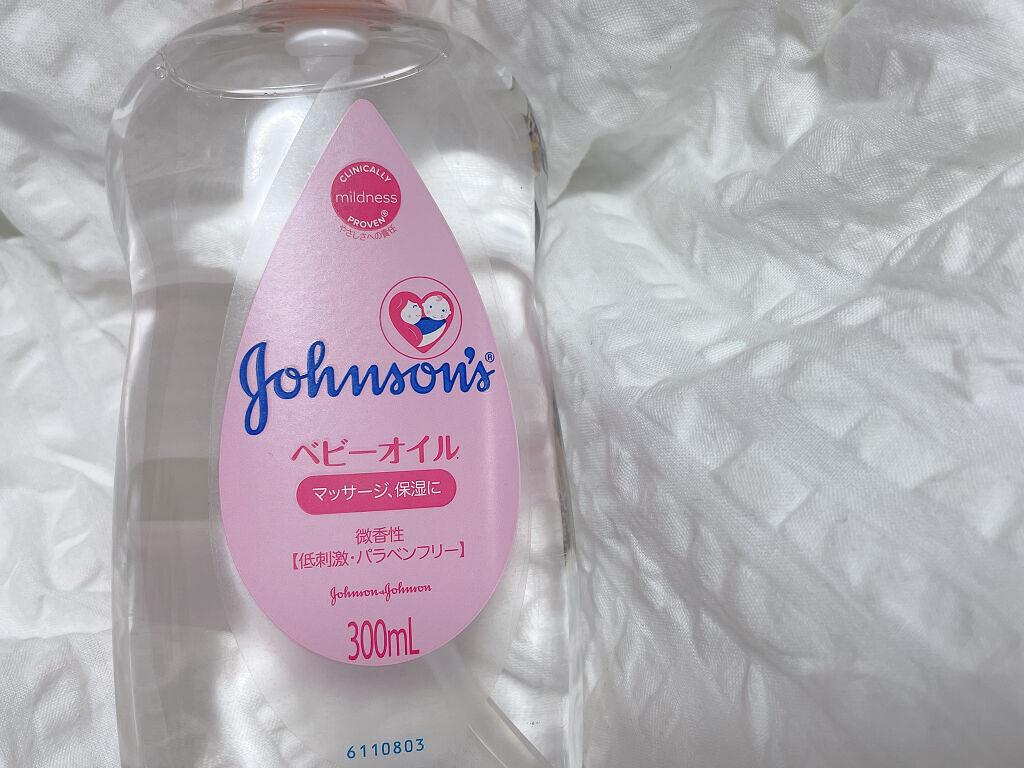 CLINICALLY
mildness
PROVEN®
やさしさへの責任
Johnson's®
ベビーオイル
マッサージ、保湿に
微香性
【低刺激・パラベンフリー】
Johnson&Johnson
300mL
6110803